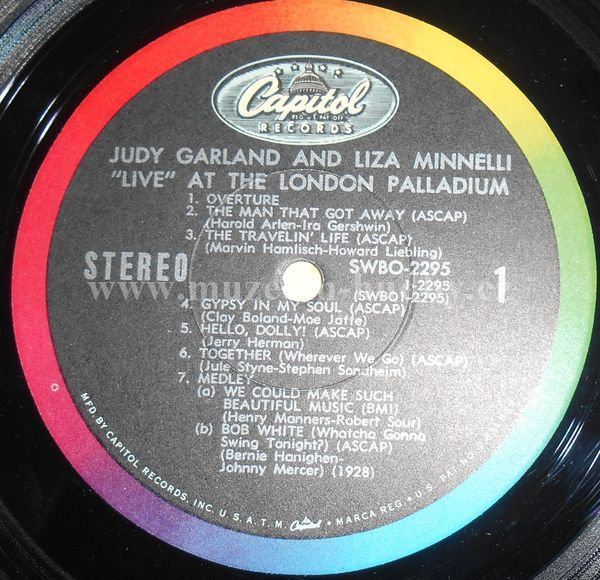 Capitol
REG. U.S. PAT. OFF.
RECORDS
JUDY GARLAND AND LIZA MINNELLI
"LIVE" AT THE LONDON PALLADIUM
1. OVERTURE
2. THE MAN THAT GOT AWAY (ASCAP)
(Harold Arlen-Ira Gershwin)
3. THE TRAVELIN' LIFE (ASCAP)
(Marvin Hamlisch-Howard Liebling)
STEREO
SWBO-2295
1-2295
(SWBO1-2295)
1
4. GYPSY IN MY SOUL (ASCAP)
(Clay Boland-Moe Jaffe)
5. HELLO, DOLLY! (ASCAP)
(Jerry Herman)
6. TOGETHER (Wherever We Go) (ASCAP)
(Jule Styne-Stephen Sondheim)
7. MEDLEY
(a) WE COULD MAKE SUCH
BEAUTIFUL MUSIC (BMI)
(Henry Manners-Robert Sour)
(b) BOB WHITE (Whatcha Gonna
Swing Tonight?) (ASCAP)
(Bernie Hanighen-
Johnny Mercer) (1928)
MFD. BY CAPITOL RECORDS, INC. U.S.A. T.M. Capitol MARCA REG. U.S. PAT. NO.